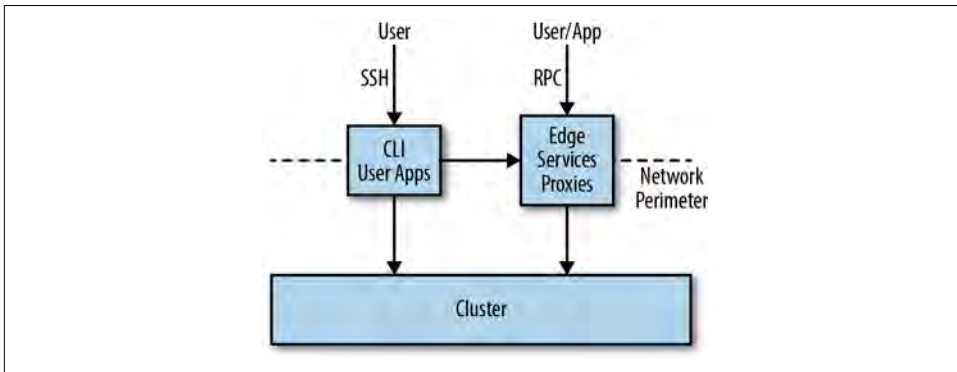 User
User/App
SSH
RPC
CLI
User Apps
Edge
Services
Proxies
Network
Perimeter
Cluster